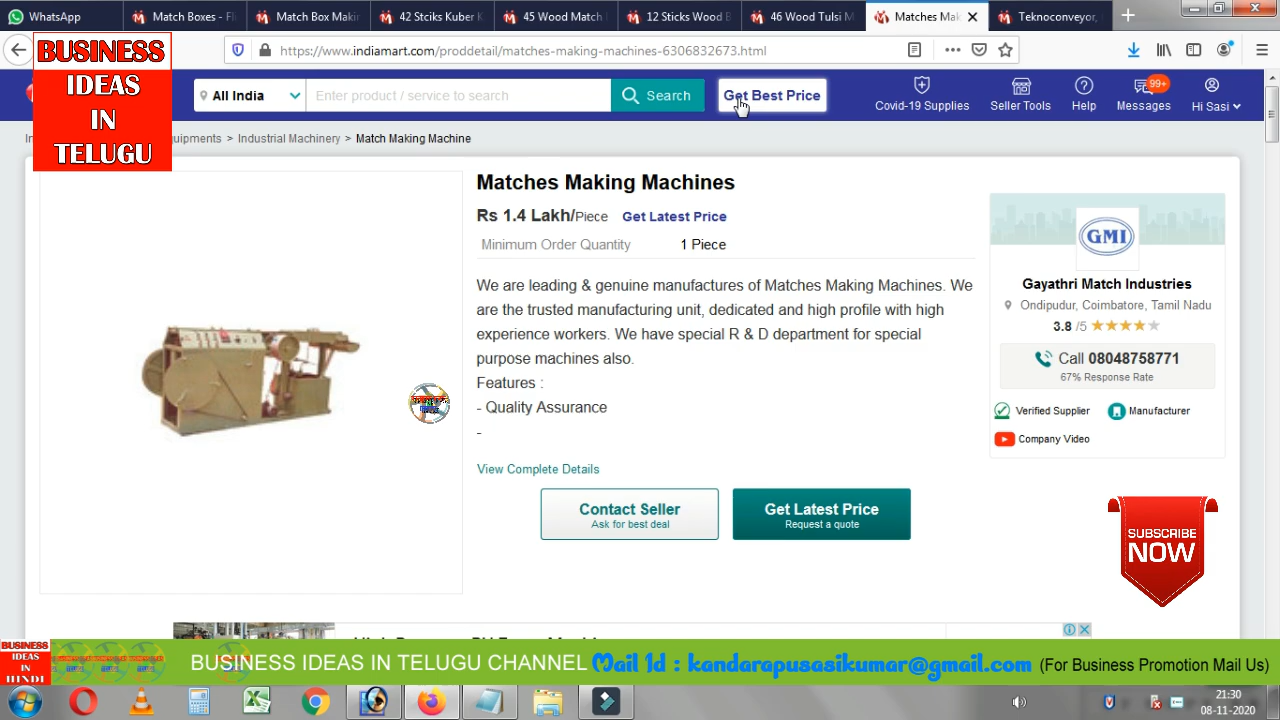 WhatsApp
Match Boxes - Fl
Match Box Maki
42 Stciks Kuber K
45 Wood Match
12 Sticks Wood B
46 Wood Tulsi M
Matches Mak
Teknoconveyor,
https://www.indiamart.com/proddetail/matches-making-machines-6306832673.html
BUSINESS
IDEAS
IN
TELUGU
All India
Enter product / service to search
Search
Get Best Price
Covid-19 Supplies
Seller Tools
Help
99+
Messages
Hi Sasi
quipments > Industrial Machinery > Match Making Machine
Matches Making Machines
Rs 1.4 Lakh/Piece Get Latest Price
Minimum Order Quantity 1 Piece
We are leading & genuine manufactures of Matches Making Machines. We
are the trusted manufacturing unit, dedicated and high profile with high
experience workers. We have special R & D department for special
purpose machines also.
Features :
- Quality Assurance
-
View Complete Details
Contact Seller
Ask for best deal
Get Latest Price
Request a quote
GMI
Gayathri Match Industries
Ondipudur, Coimbatore, Tamil Nadu
3.8 /5
Call 08048758771
67% Response Rate
Verified Supplier
Manufacturer
Company Video
SUBSCRIBE
NOW
BUSINESS
IDEAS
IN
HINDI
BUSINESS IDEAS IN TELUGU CHANNEL Mail Id : kandarapusasikumar@gmail.com (For Business Promotion Mail Us)
21:30
08-11-2020